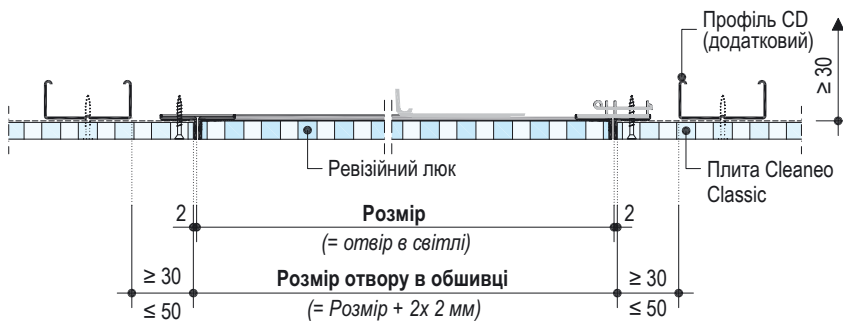 Профіль CD
(додатковий)
≥ 30
Ревізійний люк
Плита Cleaneo
Classic
2
Розмір
2
(= отвір в світлі)
≥ 30
Розмір отвору в обшивці
≥ 30
≤ 50
(= Розмір + 2x 2 мм)
≤ 50